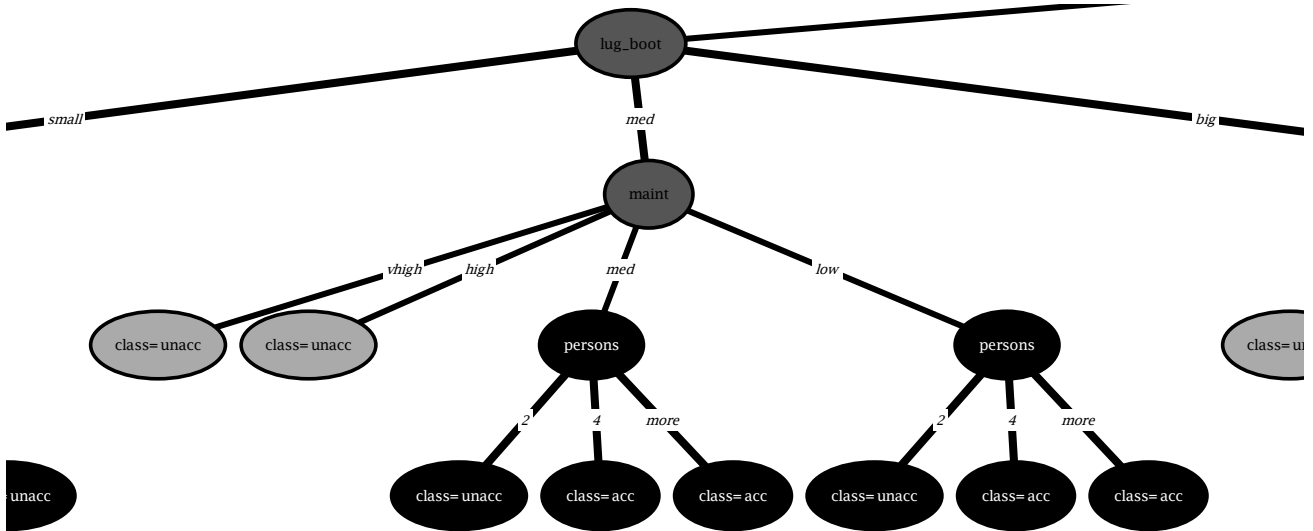 lug_boot
small
med
big
maint
vhigh
high
med
low
class=unacc
class=unacc
persons
persons
class=u
2
4
more
2
4
more
unacc
class=unacc
class=acc
class=acc
class=unacc
class=acc
class=acc